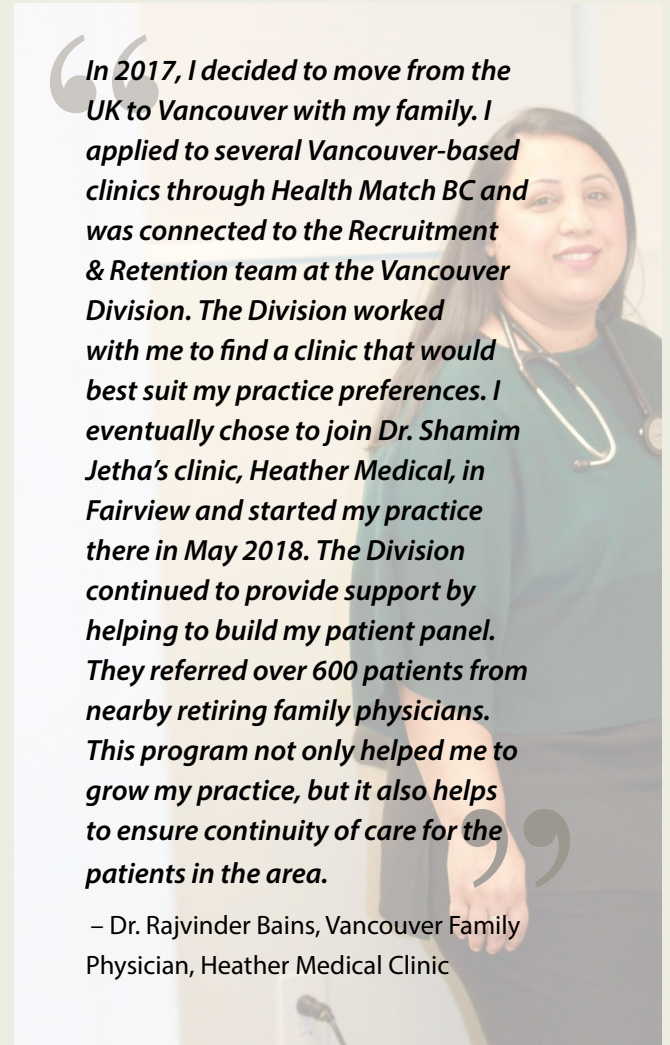 “
In 2017, I decided to move from the
UK to Vancouver with my family. I
applied to several Vancouver-based
clinics through Health Match BC and
was connected to the Recruitment
& Retention team at the Vancouver
Division. The Division worked
with me to find a clinic that would
best suit my practice preferences. I
eventually chose to join Dr. Shamim
Jetha’s clinic, Heather Medical, in
Fairview and started my practice
there in May 2018. The Division
continued to provide support by
helping to build my patient panel.
They referred over 600 patients from
nearby retiring family physicians.
This program not only helped me to
grow my practice, but it also helps
to ensure continuity of care for the
patients in the area.
”
– Dr. Rajvinder Bains, Vancouver Family
Physician, Heather Medical Clinic